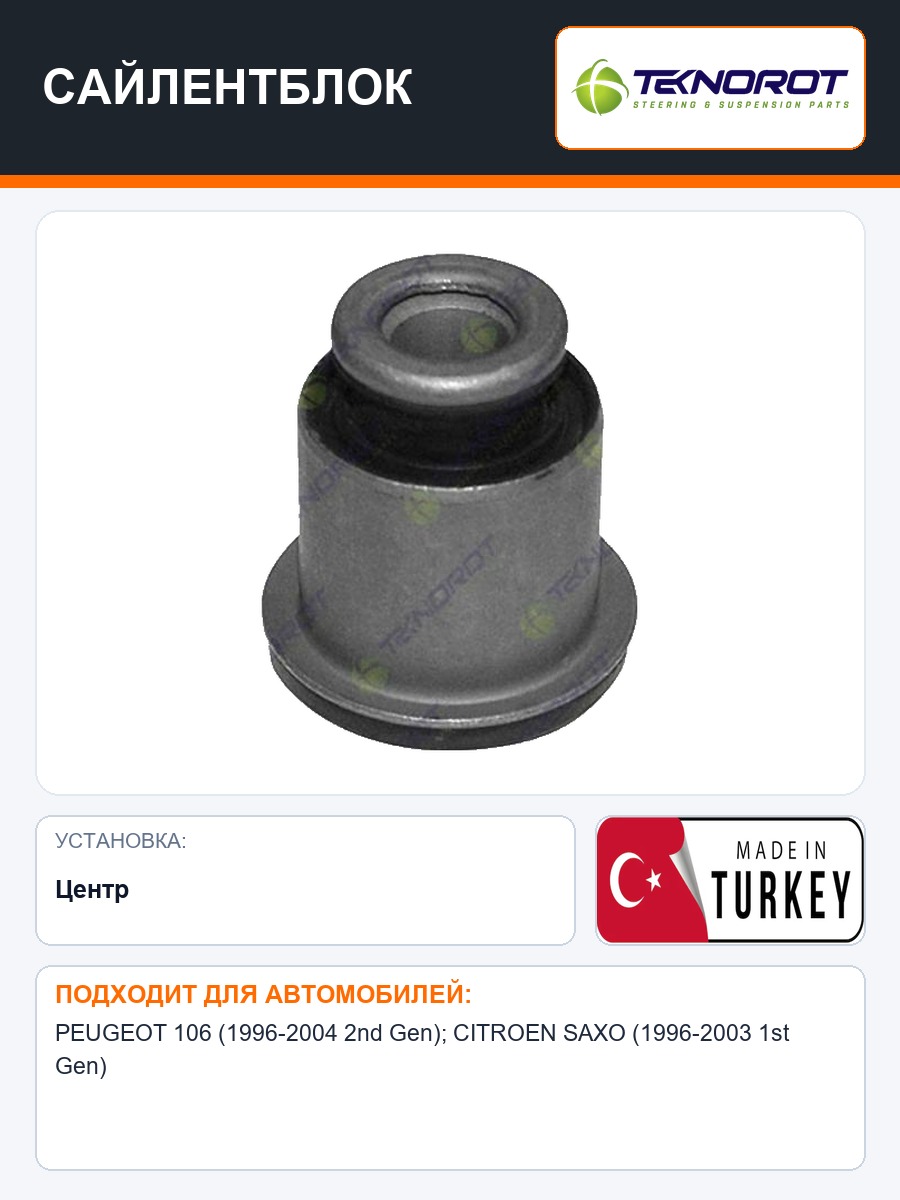 САЙЛЕНТБЛОК
TEKNOROT
STEERING & SUSPENSION PARTS
TEKNOROT
УСТАНОВКА:
Центр
MADE IN
TURKEY
ПОДХОДИТ ДЛЯ АВТОМОБИЛЕЙ:
PEUGEOT 106 (1996-2004 2nd Gen); CITROEN SAXO (1996-2003 1st
Gen)